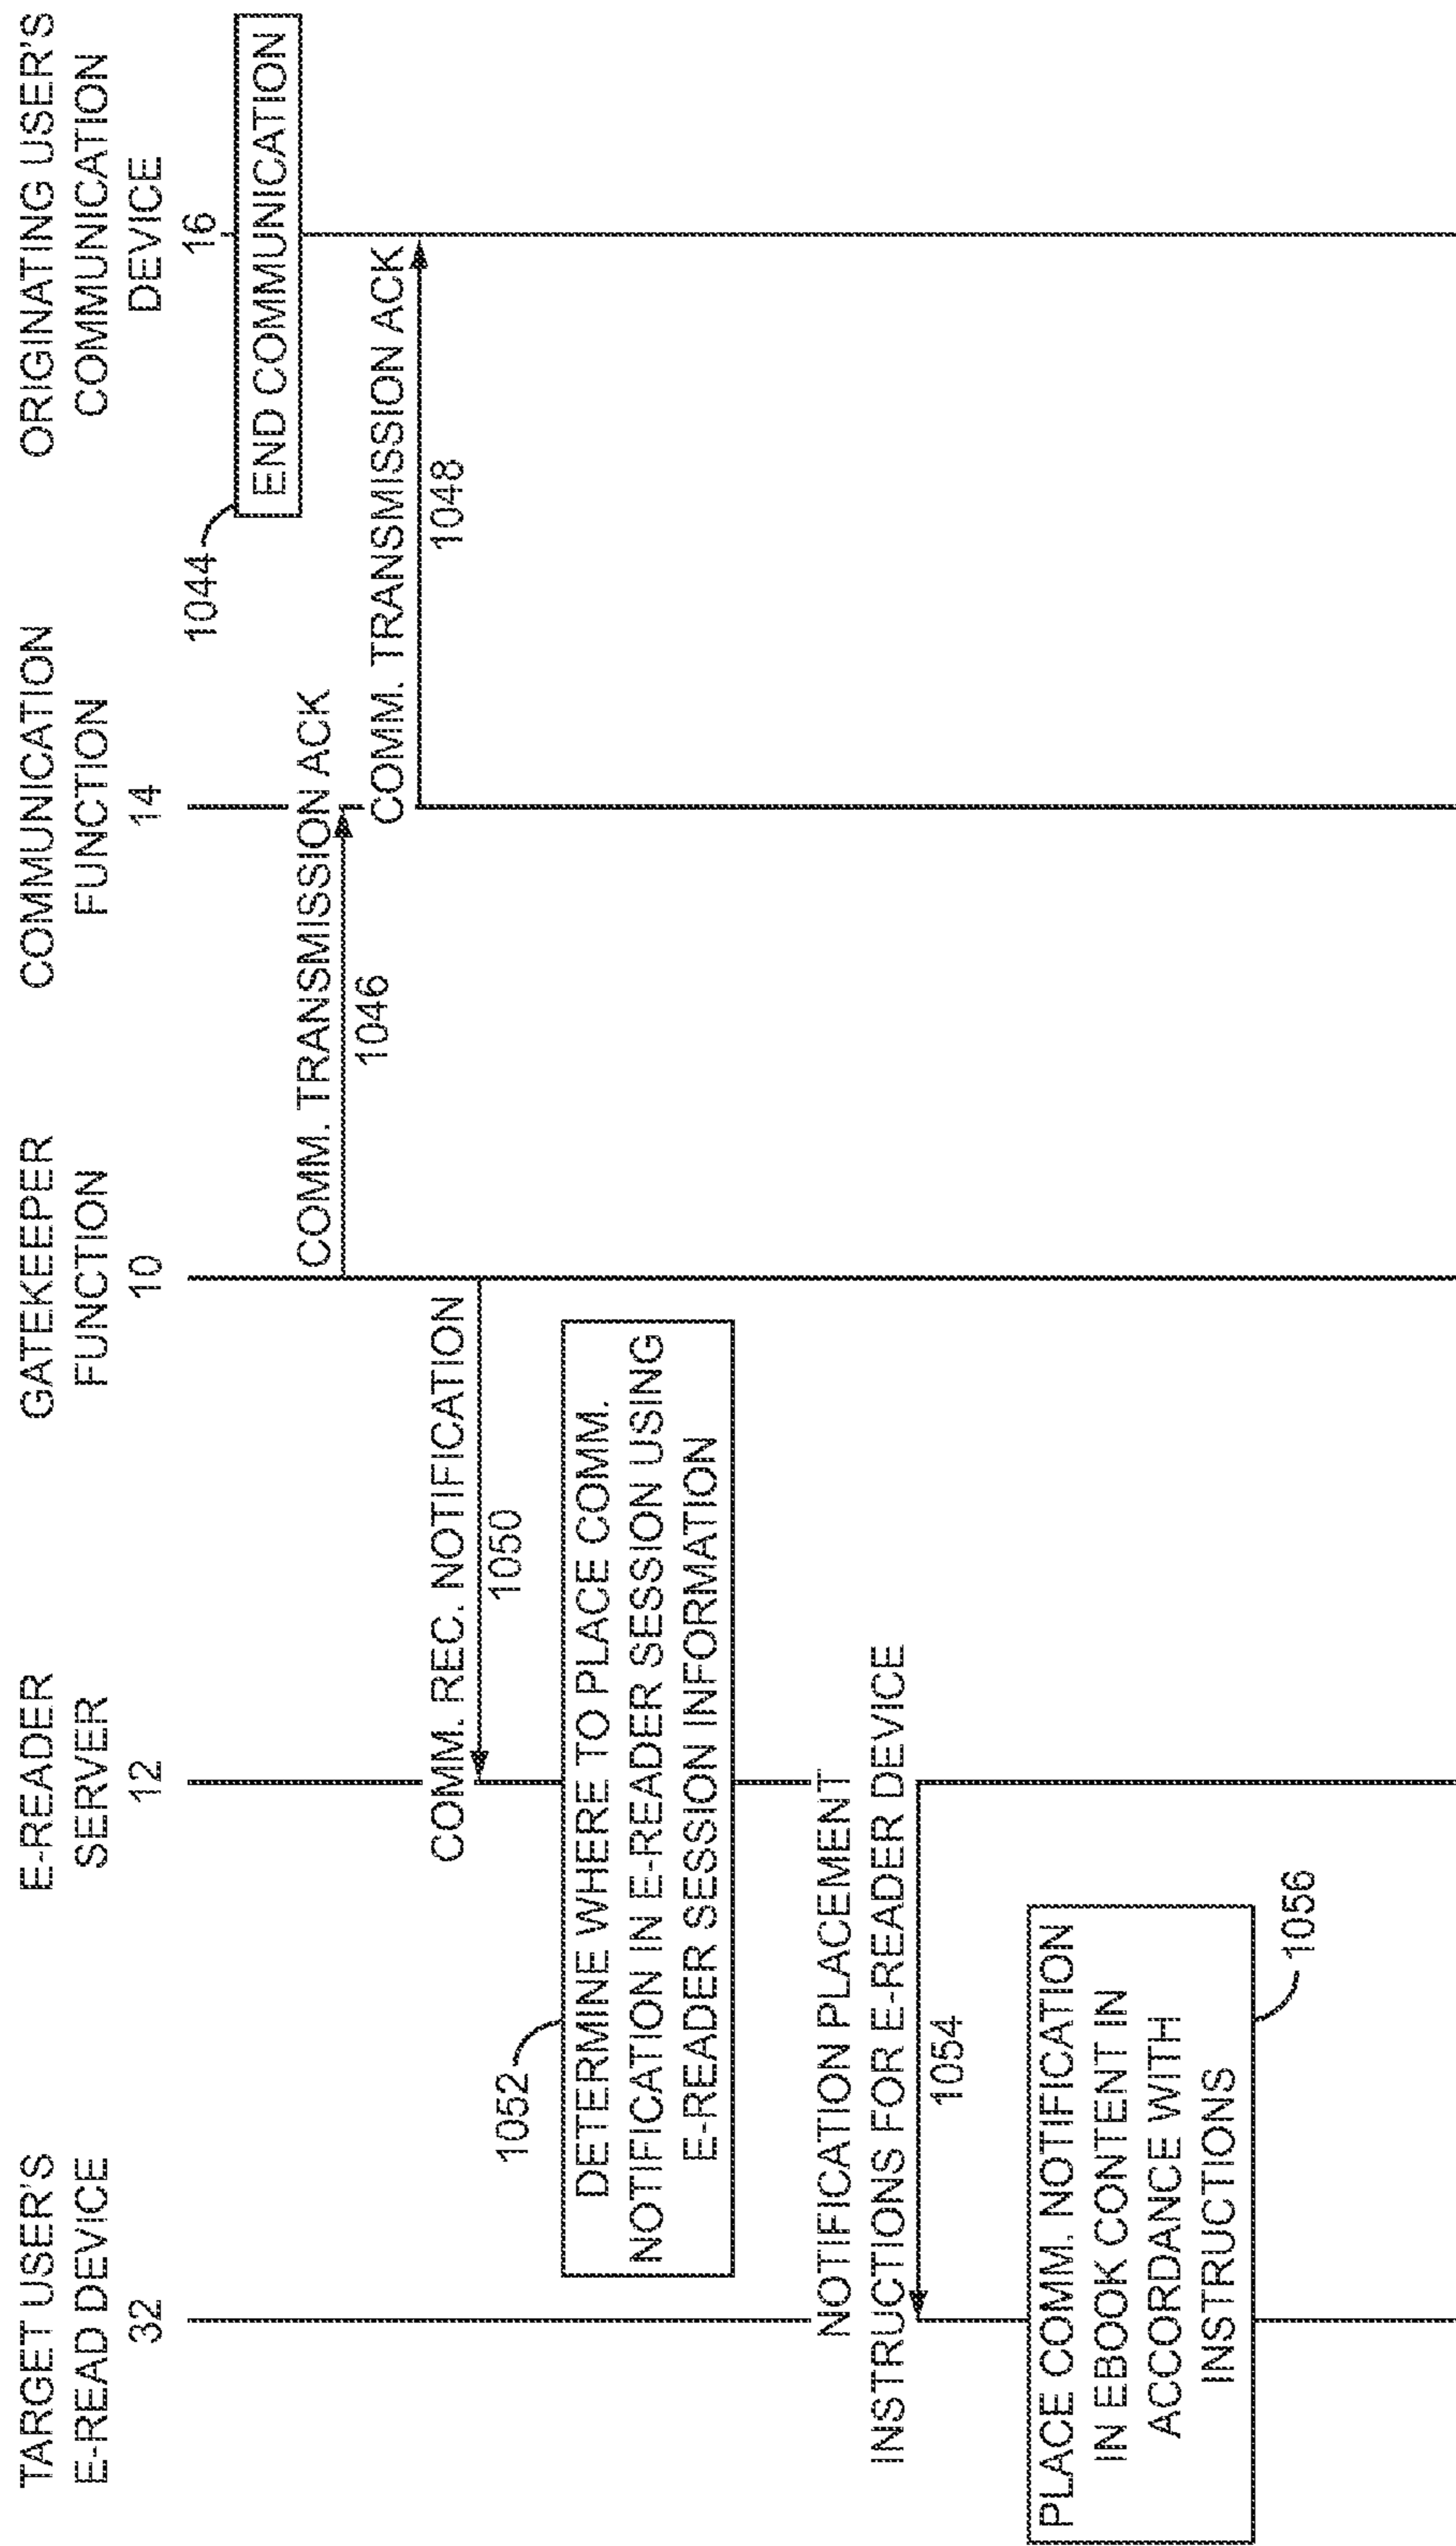 TARGET USER'S
E-READ DEVICE
32
E-READER
SERVER
12
GATEKEEPER
FUNCTION
10
COMMUNICATION
FUNCTION
14
ORIGINATING USER'S
COMMUNICATION
DEVICE
16
1044
END COMMUNICATION
COMM. TRANSMISSION ACK
1046
COMM. TRANSMISSION ACK
1048
COMM. REC. NOTIFICATION
1050
1052
DETERMINE WHERE TO PLACE COMM.
NOTIFICATION IN E-READER SESSION USING
E-READER SESSION INFORMATION
NOTIFICATION PLACEMENT
INSTRUCTIONS FOR E-READER DEVICE
1054
PLACE COMM. NOTIFICATION
IN EBOOK CONTENT IN
ACCORDANCE WITH
INSTRUCTIONS
1056